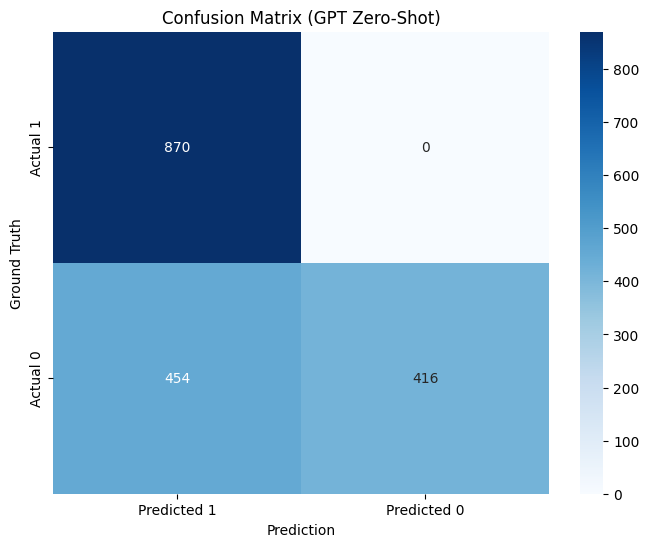 Confusion Matrix (GPT Zero-Shot)
Ground Truth
Actual 1
Actual 0
870
0
454
416
Predicted 1
Predicted 0
Prediction
800
700
600
500
400
300
200
100
0